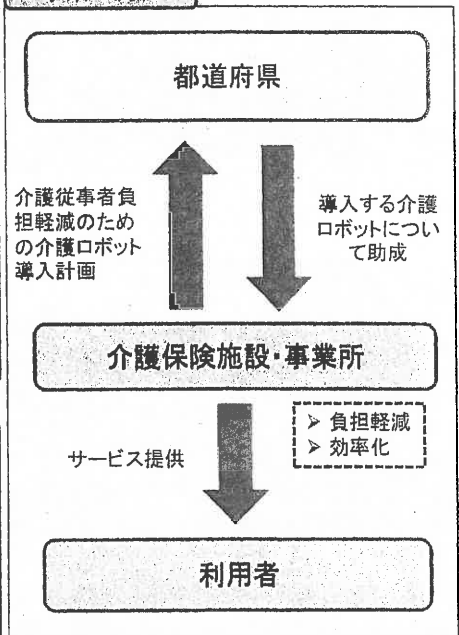 都道府県
介護従事者負
担軽減のため
の介護ロボット
導入計画
導入する介護
ロボットについ
て助成
介護保険施設・事業所
➢ 負担軽減
➢ 効率化
サービス提供
利用者